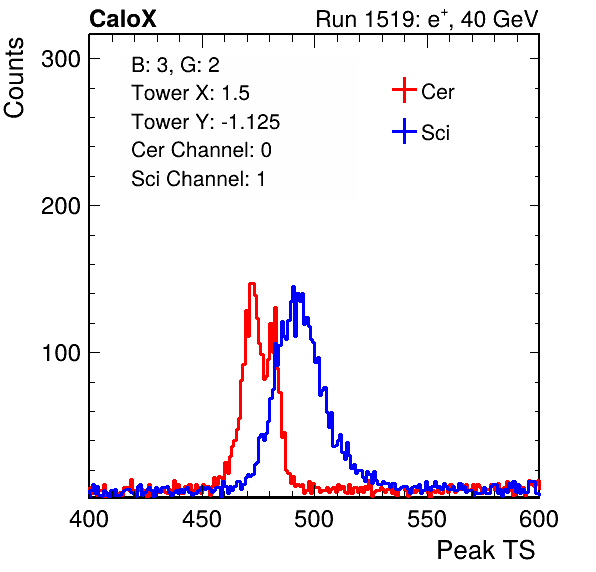 CaloX
Run 1519: e+, 40 GeV
Counts
300
200
100
B: 3, G: 2
Tower X: 1.5
Tower Y: -1.125
Cer Channel: 0
Sci Channel: 1
Cer
Sci
400 450 500 550 600
Peak TS